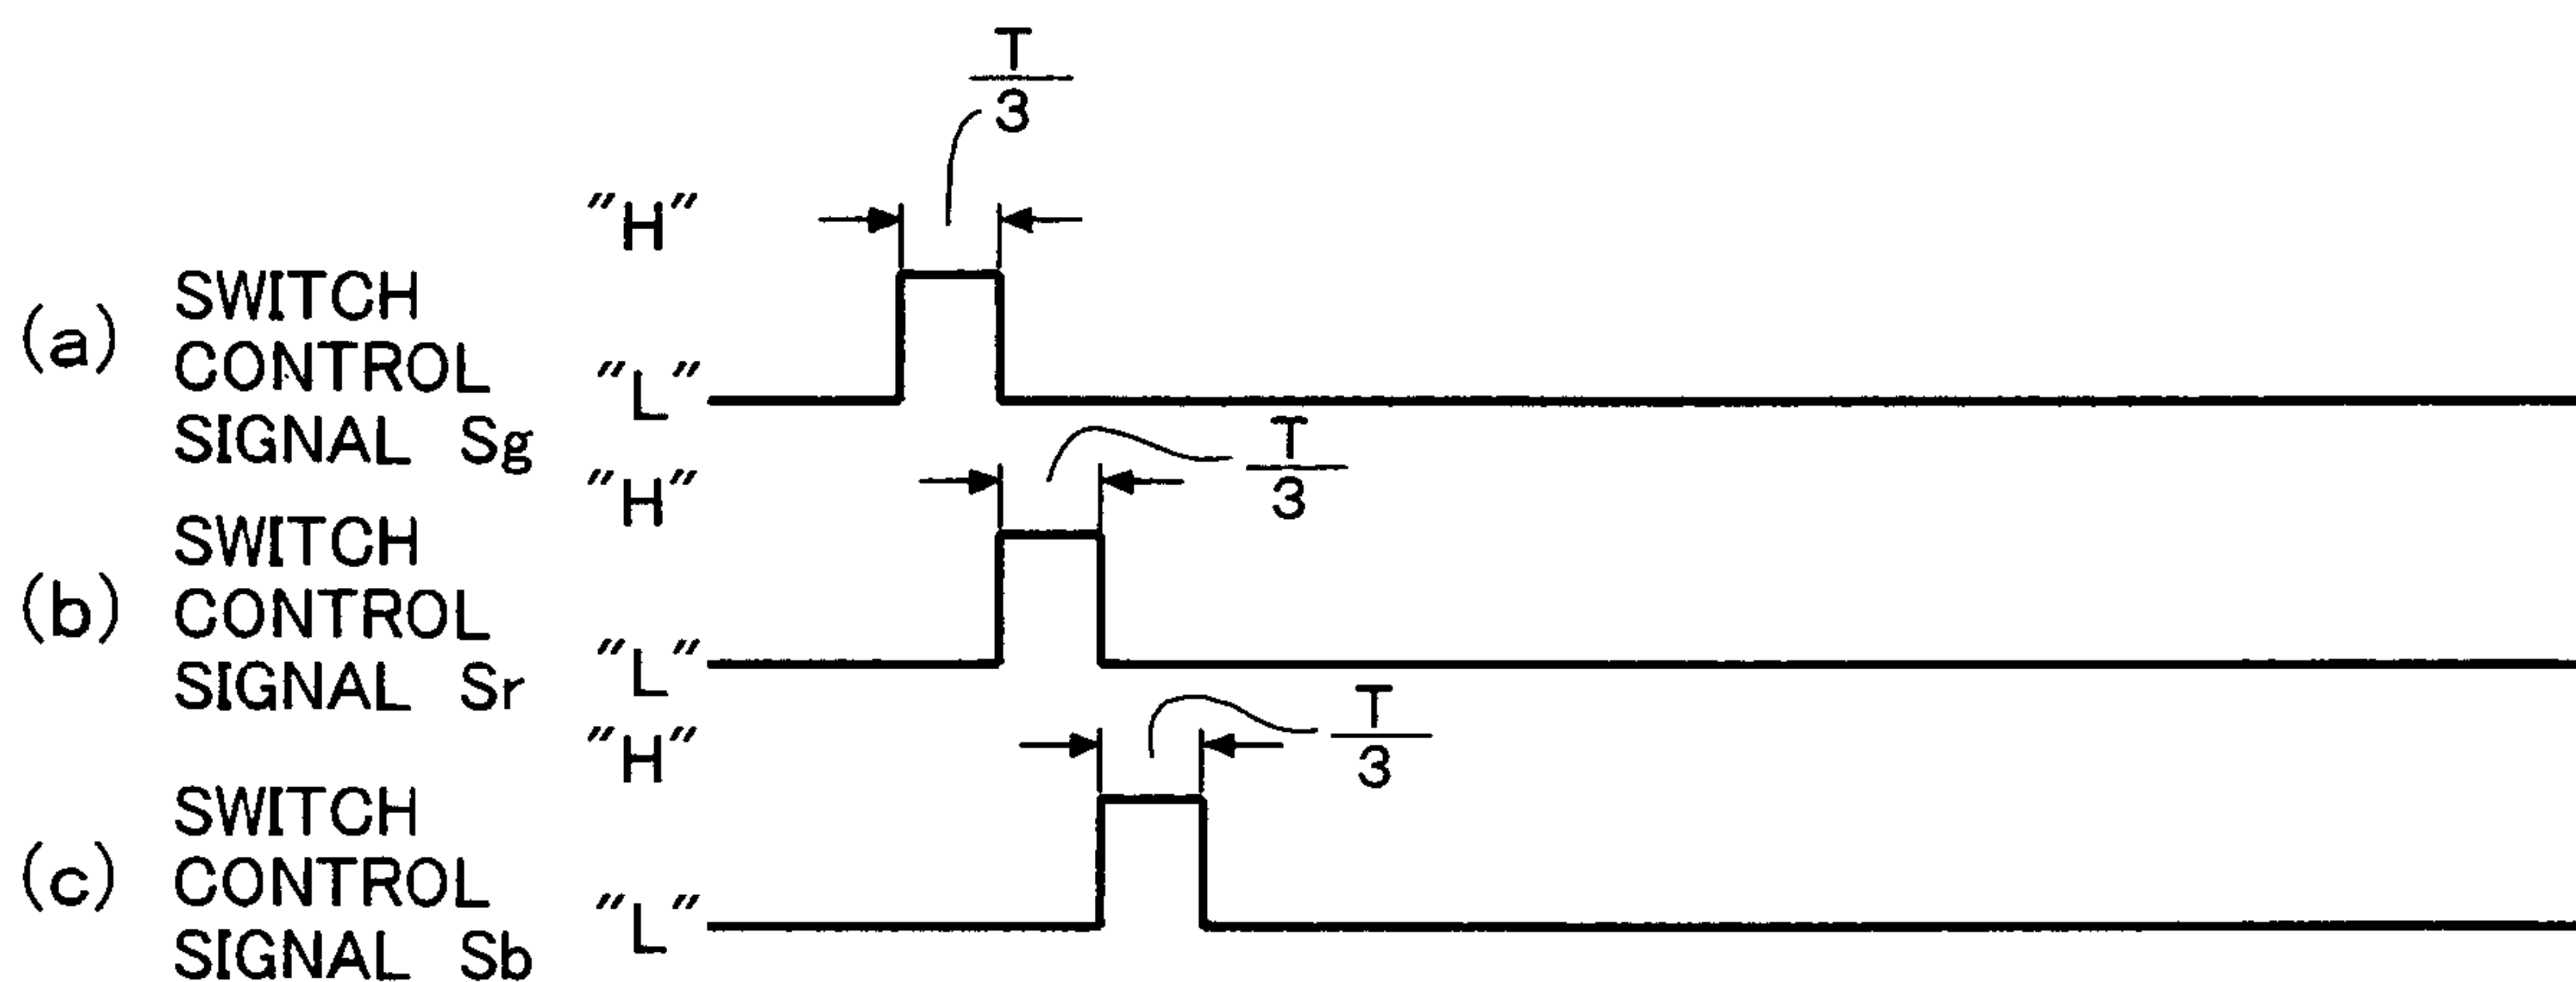 T
3
"H"
(a) SWITCH
CONTROL
SIGNAL Sg
"L"
T
3
"H"
(b) SWITCH
CONTROL
SIGNAL Sr
"L"
T
3
"H"
(c) SWITCH
CONTROL
SIGNAL Sb
"L"